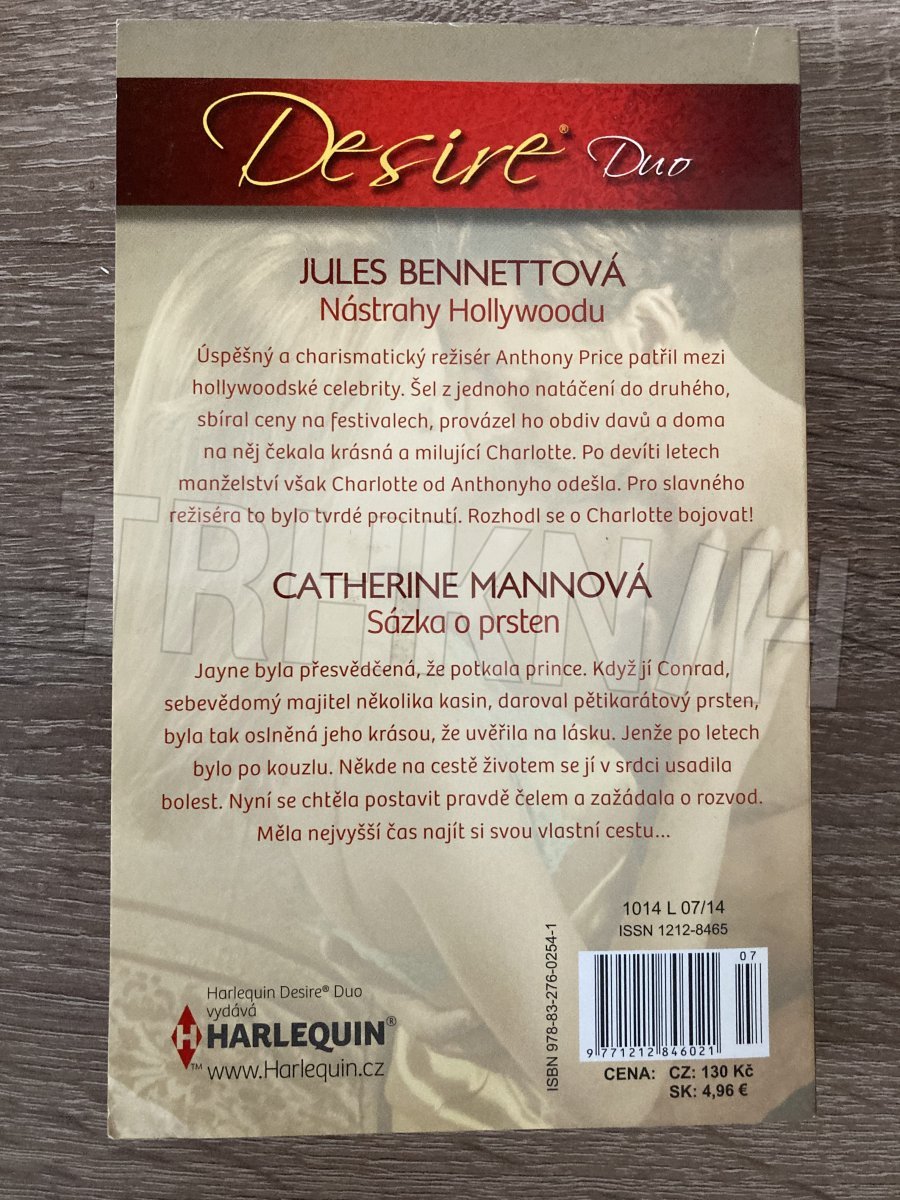 Desire® Duo
JULES BENNETTOVÁ
Nástrahy Hollywoodu
Úspěšný a charismatický režisér Anthony Price patřil mezi
hollywoodské celebrity. Šel z jednoho natáčení do druhého,
sbíral ceny na festivalech, provázel ho obdiv davů a doma
na něj čekala krásná a milující Charlotte. Po devíti letech
manželství však Charlotte od Anthonyho odešla. Pro slavného
režiséra to bylo tvrdé procitnutí. Rozhodl se o Charlotte bojovat!
TRHKNIH
CATHERINE MANNOVÁ
Sázka o prsten
Jayne byla přesvědčená, že potkala prince. Když jí Conrad,
sebevědomý majitel několika kasin, daroval pětikarátový prsten,
byla tak oslněná jeho krásou, že uvěřila na lásku. Jenže po letech
bylo po kouzlu. Někde na cestě životem se jí v srdci usadila
bolest. Nyní se chtěla postavit pravdě čelem a zažádala o rozvod.
Měla nejvyšší čas najít si svou vlastní cestu...
1014 L 07/14
ISSN 1212-8465
07
ISBN 978-83-276-0254-1
9 771212 846021
CENA: CZ: 130 Kč
SK: 4,96 €
Harlequin Desire® Duo
vydává
H HARLEQUIN®
™ www.Harlequin.cz